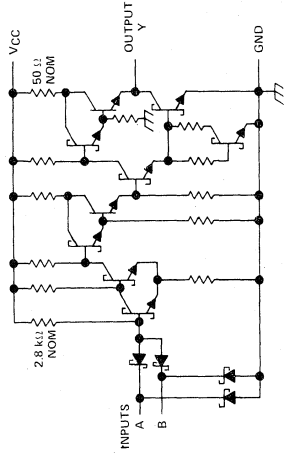 VCC
50 Ω
NOM
OUTPUT
Y
GND
2.8 kΩ
NOM
INPUTS
A
B